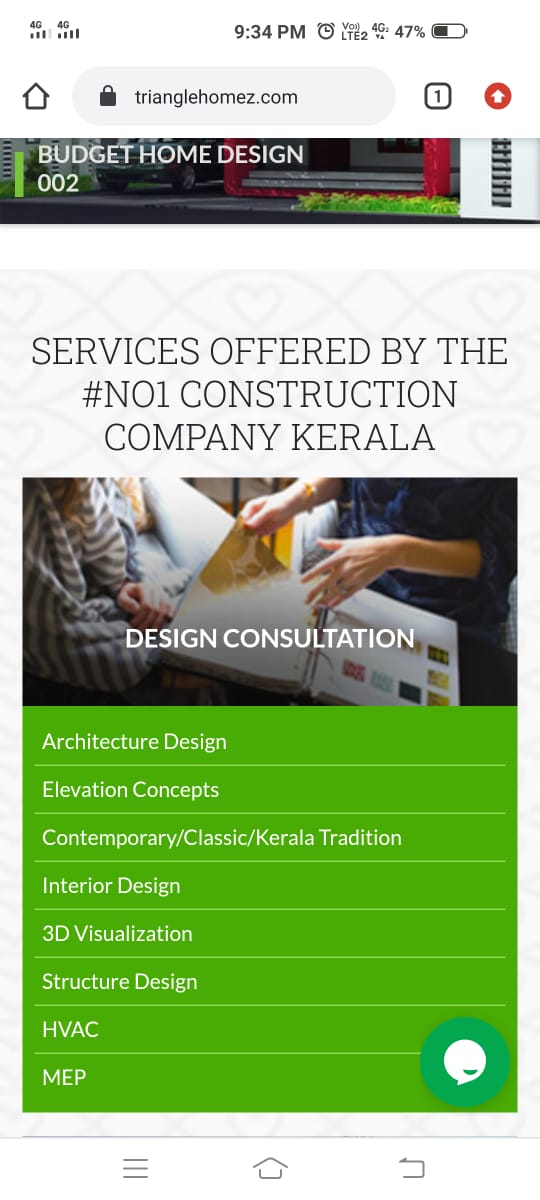 4G 4G 9:34 PM Vo)) LTE2 4G 47%
trianglehomez.com 1
BUDGET HOME DESIGN
002
SERVICES OFFERED BY THE
#NO1 CONSTRUCTION
COMPANY KERALA
DESIGN CONSULTATION
Architecture Design
Elevation Concepts
Contemporary/Classic/Kerala Tradition
Interior Design
3D Visualization
Structure Design
HVAC
MEP